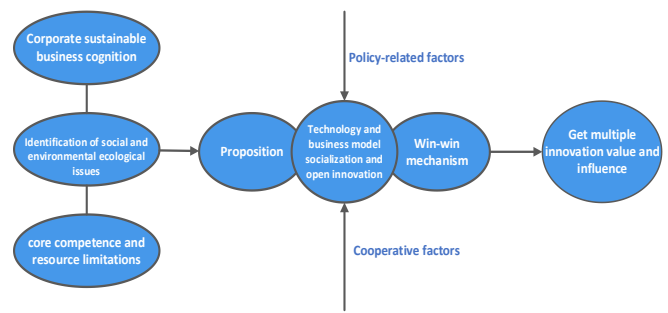 Corporate sustainable
business cognition
Identification of social and
environmental ecological
issues
core competence and
resource limitations
Proposition
Policy-related factors
Technology and
business model
socialization and
open innovation
Cooperative factors
Win-win
mechanism
Get multiple
innovation value and
influence